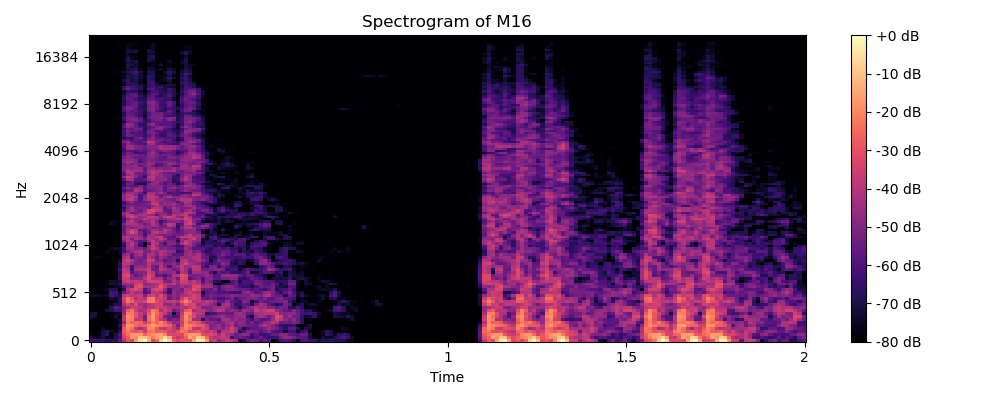 Spectrogram of M16
16384
8192
4096
2048
1024
512
0
Hz
0
0.5
1
1.5
2
Time
+0 dB
-10 dB
-20 dB
-30 dB
-40 dB
-50 dB
-60 dB
-70 dB
-80 dB